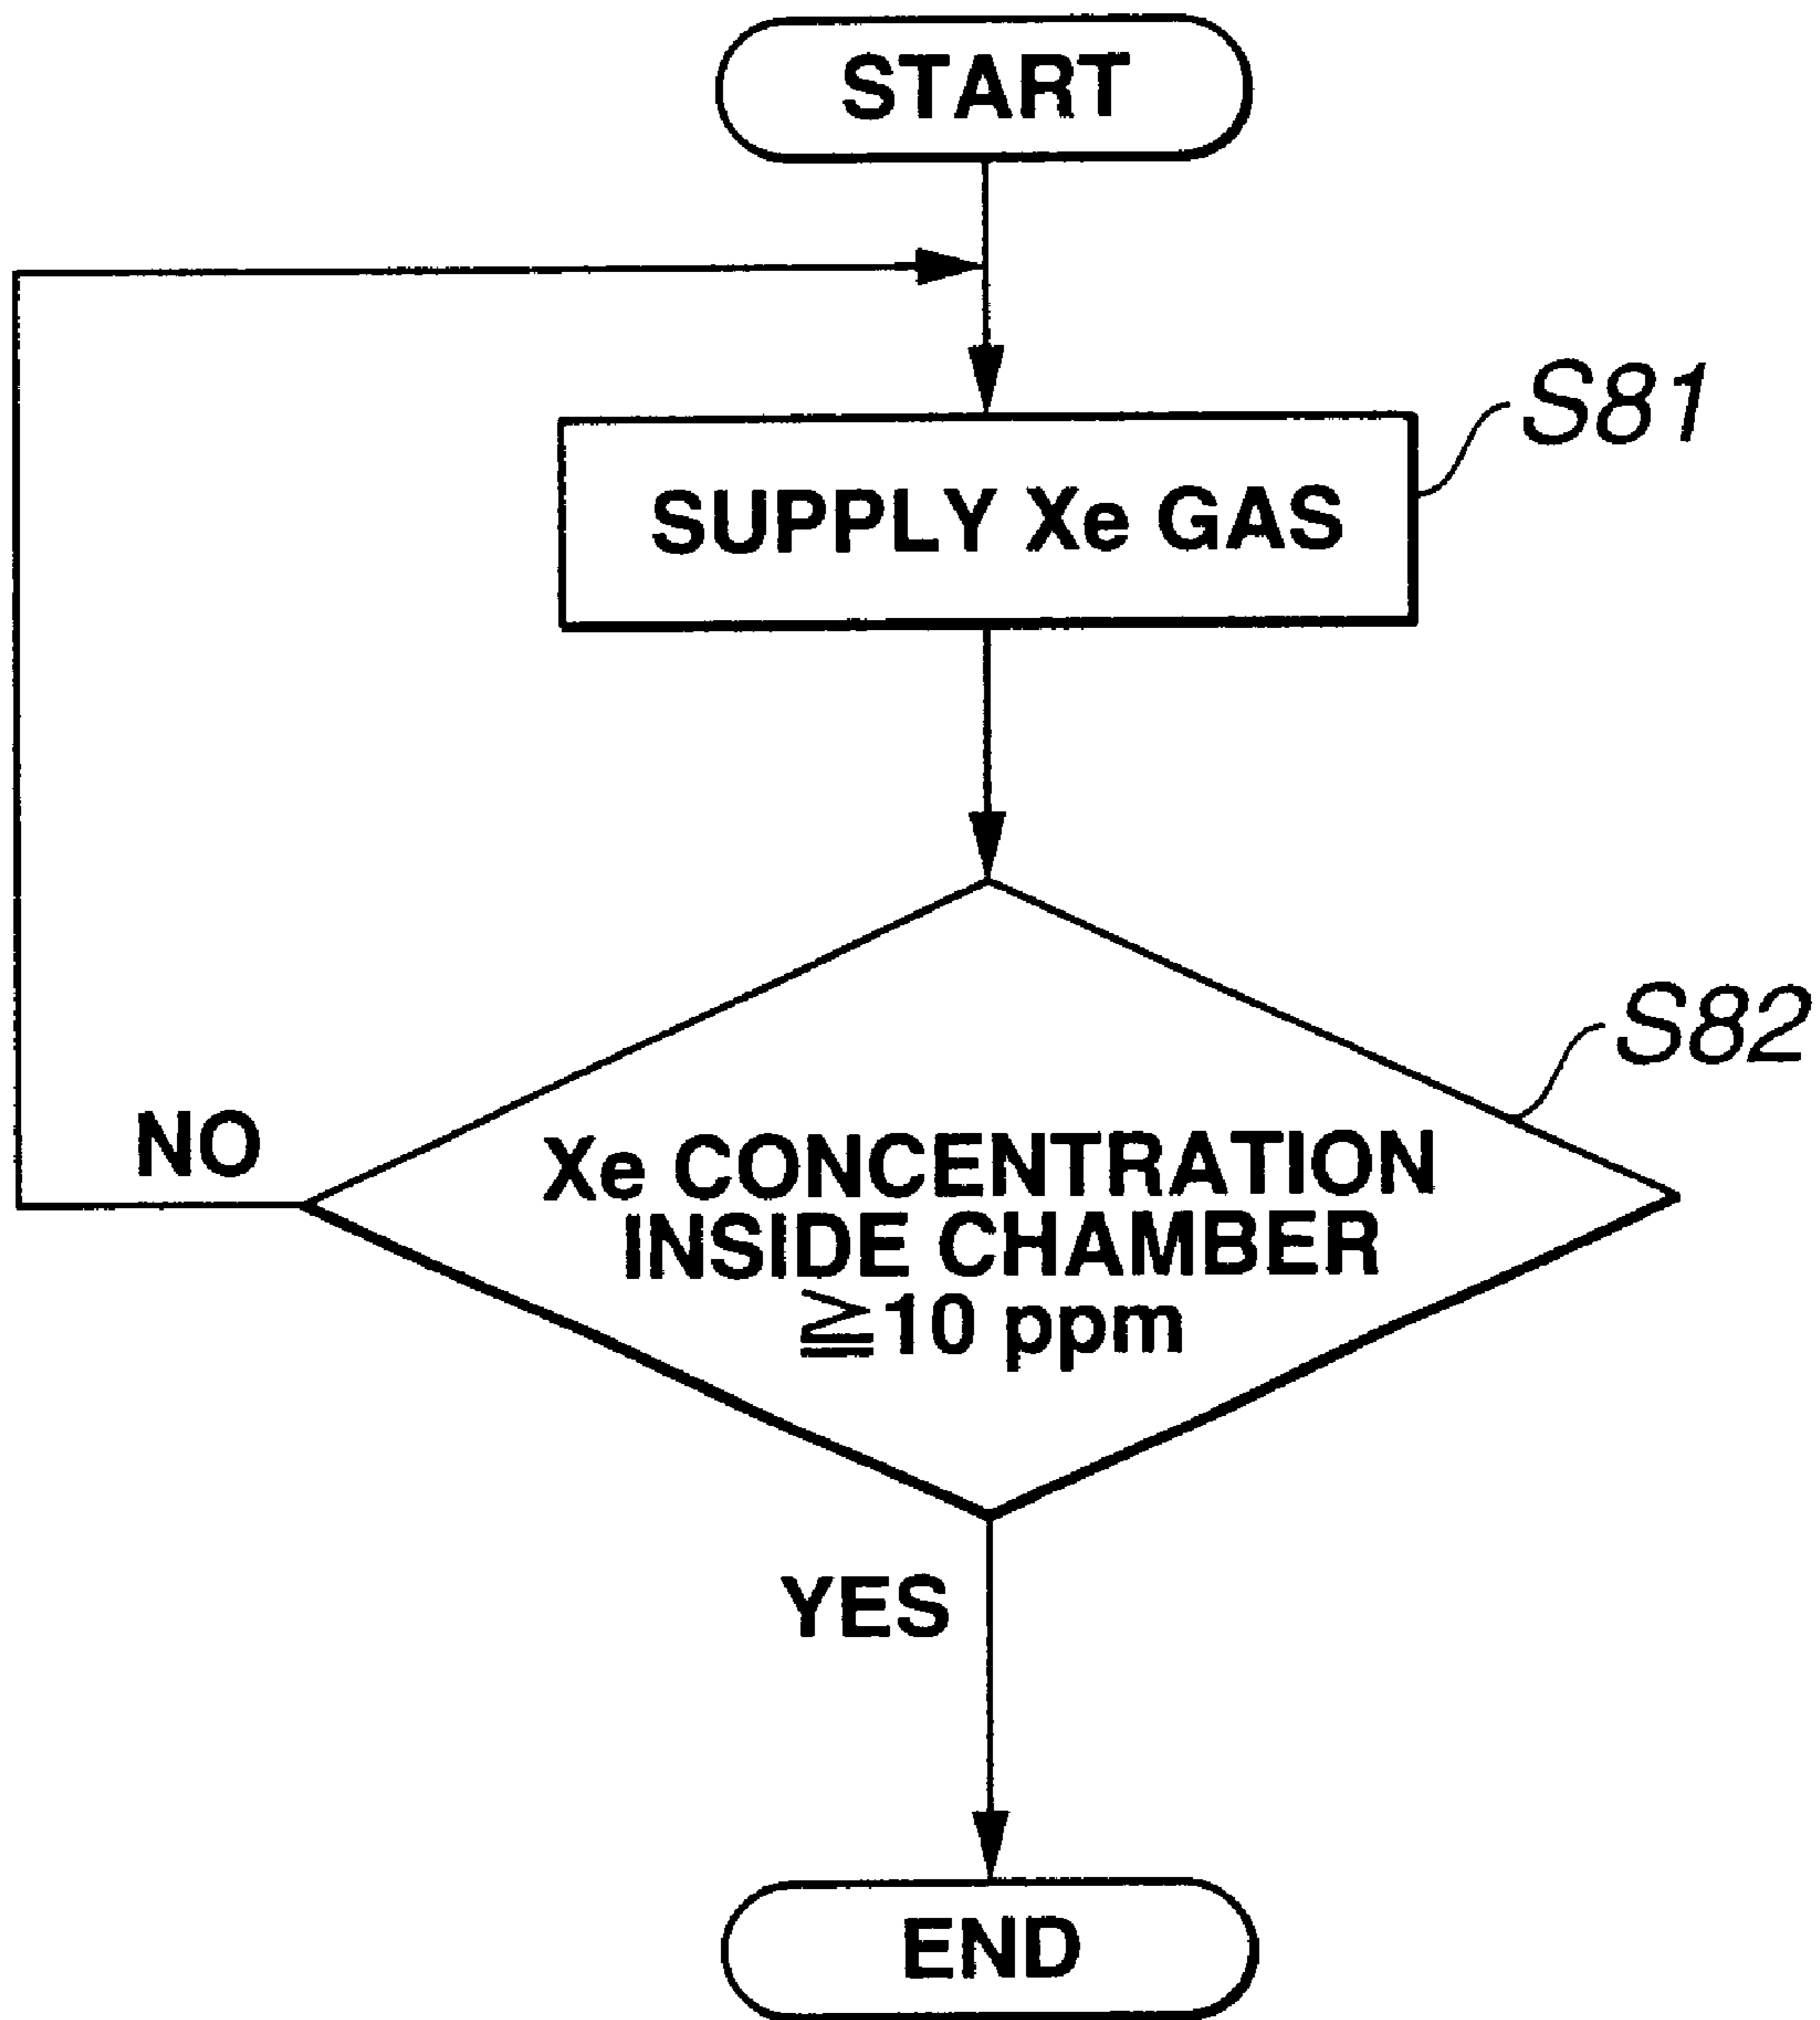 START
S81
SUPPLY Xe GAS
S82
NO
Xe CONCENTRATION
INSIDE CHAMBER
≧10 ppm
YES
END